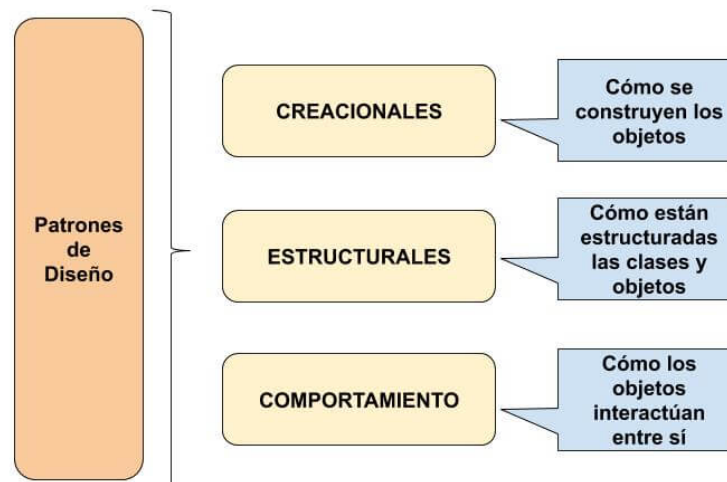 Patrones
de
Diseño
CREACIONALES
Cómo se
construyen los
objetos
ESTRUCTURALES
Cómo están
estructuradas
las clases y
objetos
COMPORTAMIENTO
Cómo los
objetos
interactúan
entre sí